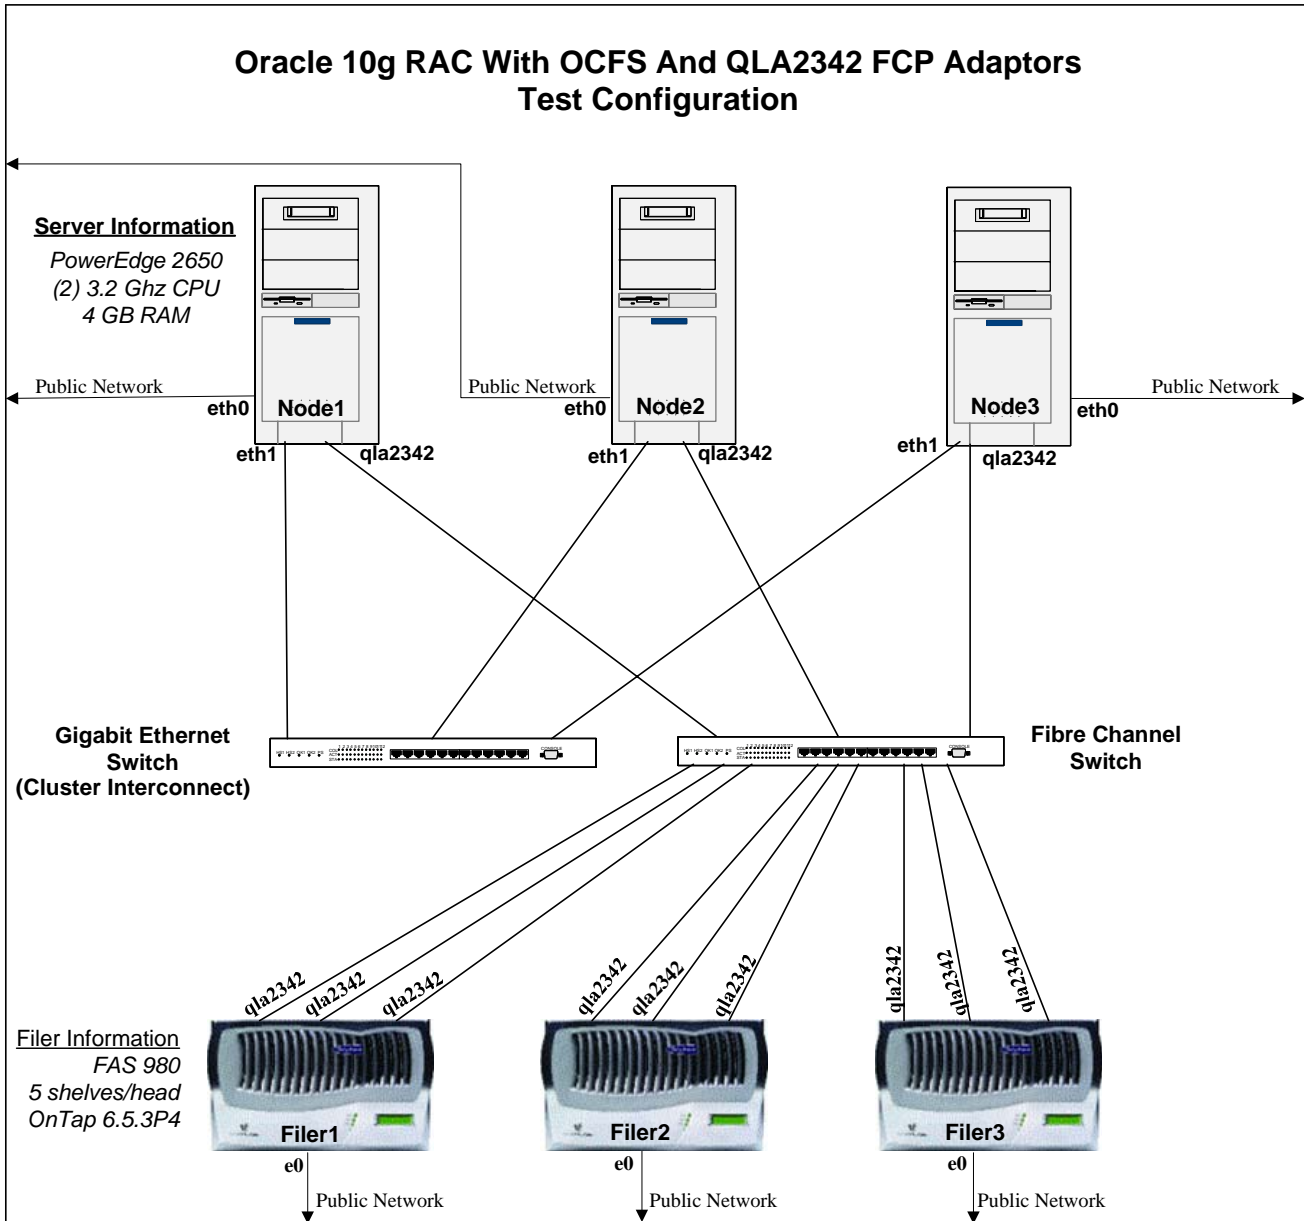 Oracle 10g RAC With OCFS And QLA2342 FCP Adaptors
Test Configuration
Server Information
PowerEdge 2650
(2) 3.2 Ghz CPU
4 GB RAM
Public Network
eth0
Node1
eth1
qla2342
Public Network
eth0
Node2
eth1
qla2342
Public Network
eth0
Node3
eth1
qla2342
Gigabit Ethernet
Switch
(Cluster Interconnect)
CONSOLE
CONSOLE
Fibre Channel
Switch
qla2342
qla2342
qla2342
qla2342
qla2342
qla2342
qla2342
qla2342
qla2342
Filer Information
FAS 980
5 shelves/head
OnTap 6.5.3P4
Filer1
Filer2
Filer3
e0
e0
e0
Public Network
Public Network
Public Network